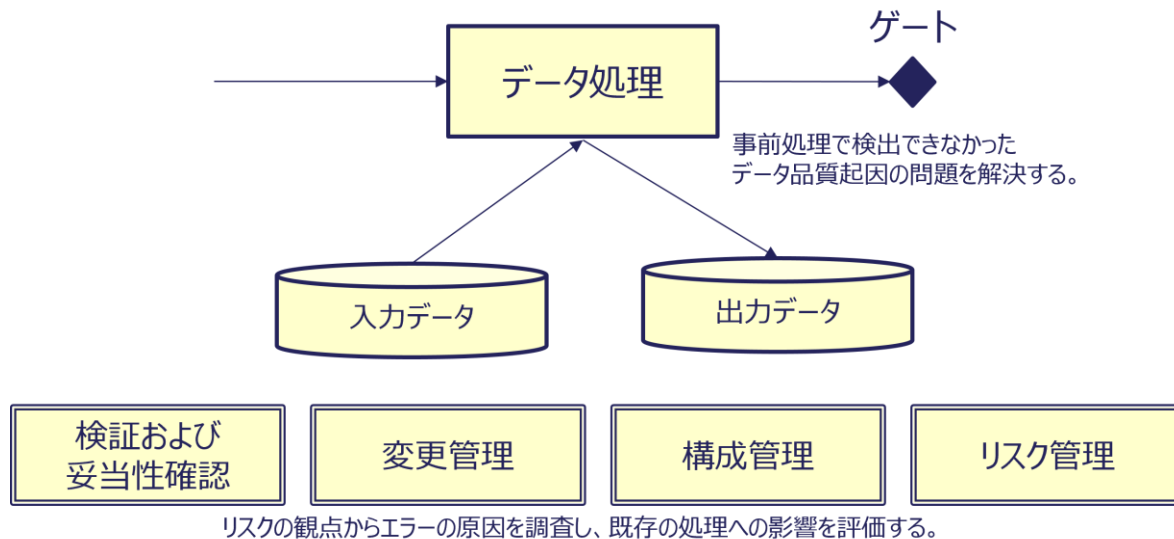 ゲート
データ処理
事前処理で検出できなかった
データ品質起因の問題を解決する。
入力データ
出力データ
検証および
妥当性確認
変更管理
構成管理
リスク管理
リスクの観点からエラーの原因を調査し、既存の処理への影響を評価する。